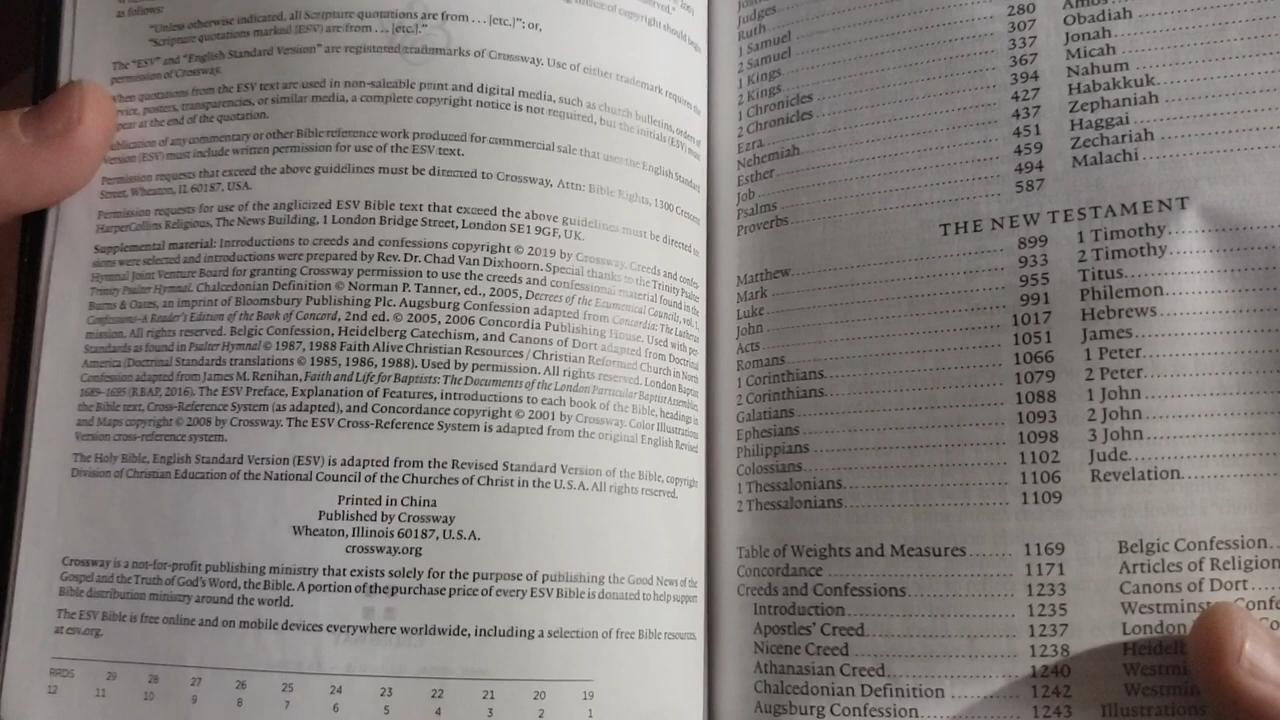 as follows:
"Unless otherwise indicated, all Scripture quotations are from . . . [etc.]"; or,
"Scripture quotations marked (ESV) are from . . . [etc.]."
The "ESV" and "English Standard Version" are registered trademarks of Crossway. Use of either trademark requires the
permission of Crossway.
When quotations from the ESV text are used in non-saleable print and digital media, such as church bulletins, orders of
rvice, posters, transparencies, or similar media, a complete copyright notice is not required, but the initials (ESV) must
pear at the end of the quotation.
ublication of any commentary or other Bible reference work produced for commercial sale that uses the English Standard
Version (ESV) must include written permission for use of the ESV text.
Permission requests that exceed the above guidelines must be directed to Crossway, Attn: Bible Rights, 1300 Crescent
Street, Wheaton, IL 60187, USA.
Permission requests for use of the anglicized ESV Bible text that exceed the above guidelines must be directed to
HarperCollins Religious, The News Building, 1 London Bridge Street, London SE1 9GF, UK.
Supplemental material: Introductions to creeds and confessions copyright © 2019 by Crossway. Creeds and confes-
sions were selected and introductions were prepared by Rev. Dr. Chad Van Dixhoorn. Special thanks to the Trinity Psalter
Hymnal Joint Venture Board for granting Crossway permission to use the creeds and confessional material found in the
Trinity Psalter Hymnal. Chalcedonian Definition © Norman P. Tanner, ed., 2005, Decrees of the Ecumenical Councils, vol. 1,
Burns & Oates, an imprint of Bloomsbury Publishing Plc. Augsburg Confession adapted from Concordia: The Lutheran
Confessions–A Reader's Edition of the Book of Concord, 2nd ed. © 2005, 2006 Concordia Publishing House. Used with per-
mission. All rights reserved. Belgic Confession, Heidelberg Catechism, and Canons of Dort adapted from Doctrinal
Standards as found in Psalter Hymnal © 1987, 1988 Faith Alive Christian Resources / Christian Reformed Church in North
America (Doctrinal Standards translations © 1985, 1986, 1988). Used by permission. All rights reserved. London Baptist
Confession adapted from James M. Renihan, Faith and Life for Baptists: The Documents of the London Particular Baptist Assemblies,
1689–1695 (RBAP, 2016). The ESV Preface, Explanation of Features, introductions to each book of the Bible, headings in
the Bible text, Cross-Reference System (as adapted), and Concordance copyright © 2001 by Crossway. Color Illustrations
and Maps copyright © 2008 by Crossway. The ESV Cross-Reference System is adapted from the original English Revised
Version cross-reference system.
The Holy Bible, English Standard Version (ESV) is adapted from the Revised Standard Version of the Bible, copyright
Division of Christian Education of the National Council of the Churches of Christ in the U.S.A. All rights reserved.
Printed in China
Published by Crossway
Wheaton, Illinois 60187, U.S.A.
crossway.org
Crossway is a not-for-profit publishing ministry that exists solely for the purpose of publishing the Good News of the
Gospel and the Truth of God's Word, the Bible. A portion of the purchase price of every ESV Bible is donated to help support
Bible distribution ministry around the world.
The ESV Bible is free online and on mobile devices everywhere worldwide, including a selection of free Bible resources,
at esv.org.
RRDS 29 28 27 26 25 24 23 22 21 20 19
12 11 10 9 8 7 6 5 4 3 2 1
Judges
Ruth
1 Samuel
2 Samuel 280
1 Kings 307
2 Kings 337
1 Chronicles 367
2 Chronicles 394
Ezra 427
Nehemiah 437
Esther 451
Job 459
Psalms 494
Proverbs 587
Amos
Obadiah
Jonah
Micah
Nahum
Habakkuk
Zephaniah
Haggai
Zechariah
Malachi
THE NEW TESTAMENT
Matthew 899
Mark 933
Luke 955
John 991
Acts 1017
Romans 1051
1 Corinthians 1066
2 Corinthians 1079
Galatians 1088
Ephesians 1093
Philippians 1098
Colossians 1102
1 Thessalonians 1106
2 Thessalonians 1109
1 Timothy
2 Timothy
Titus
Philemon
Hebrews
James
1 Peter
2 Peter
1 John
2 John
3 John
Jude
Revelation
Table of Weights and Measures 1169
Concordance 1171
Creeds and Confessions 1233
Introduction 1235
Apostles' Creed 1237
Nicene Creed 1238
Athanasian Creed 1240
Chalcedonian Definition 1242
Augsburg Confession 1243
Belgic Confession
Articles of Religion
Canons of Dort
Westminst Confe
London Co
Heidelb
Westmi
Westmin
Illustrations